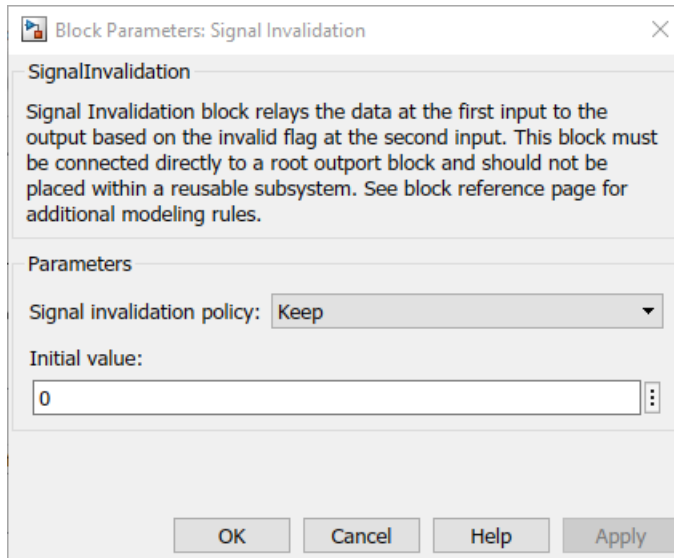 Block Parameters: Signal Invalidation
SignalInvalidation
Signal Invalidation block relays the data at the first input to the
output based on the invalid flag at the second input. This block must
be connected directly to a root outport block and should not be
placed within a reusable subsystem. See block reference page for
additional modeling rules.
Parameters
Signal invalidation policy: Keep
Initial value:
0
OK Cancel Help Apply